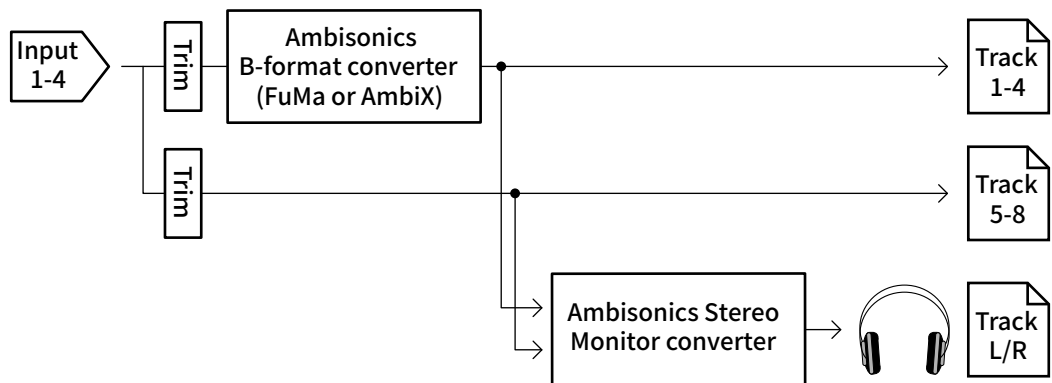 Input
1-4
Trim
Ambisonics
B-format converter
(FuMa or AmbiX)
Track
1-4
Trim
Track
5-8
Ambisonics Stereo
Monitor converter
Track
L/R